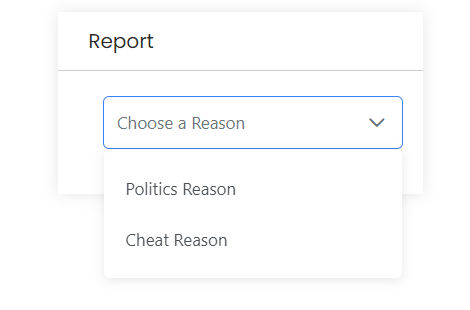 Report
Choose a Reason
Politics Reason
Cheat Reason